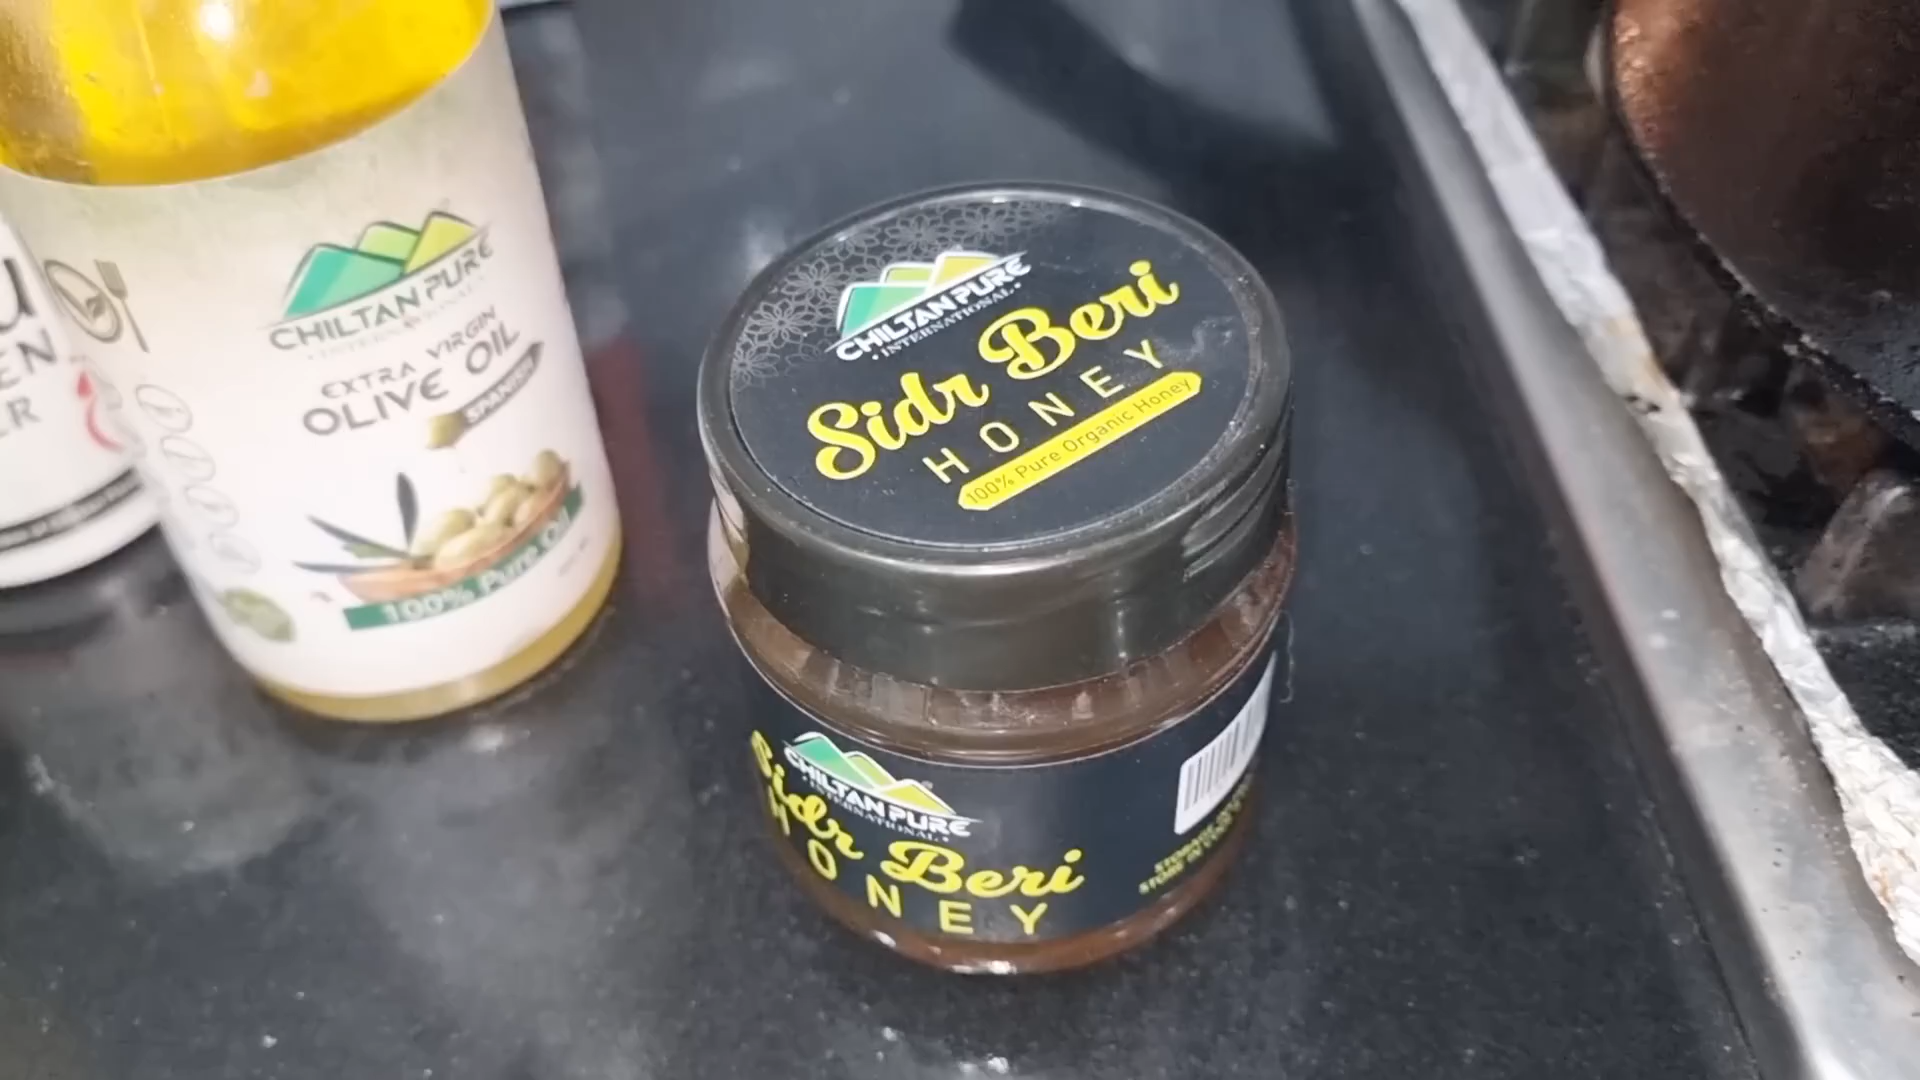 CHILTAN PURE
INTERNATIONAL
EXTRA VIRGIN
OLIVE OIL
SPANISH
100% Pure Oil
CHILTAN PURE
INTERNATIONAL
Sidr Beri
HONEY
100% Pure Organic Honey
CHILTAN PURE
INTERNATIONAL
Sidr Beri
HONEY